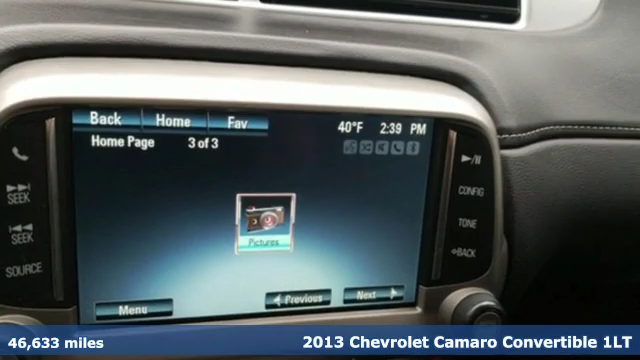 Back Home Fav
40°F 2:39 PM
Home Page 3 of 3
SEEK
SEEK
SOURCE
CONFIG
TONE
BACK
Pictures
Menu
Previous
Next
46,633 miles
2013 Chevrolet Camaro Convertible 1LT